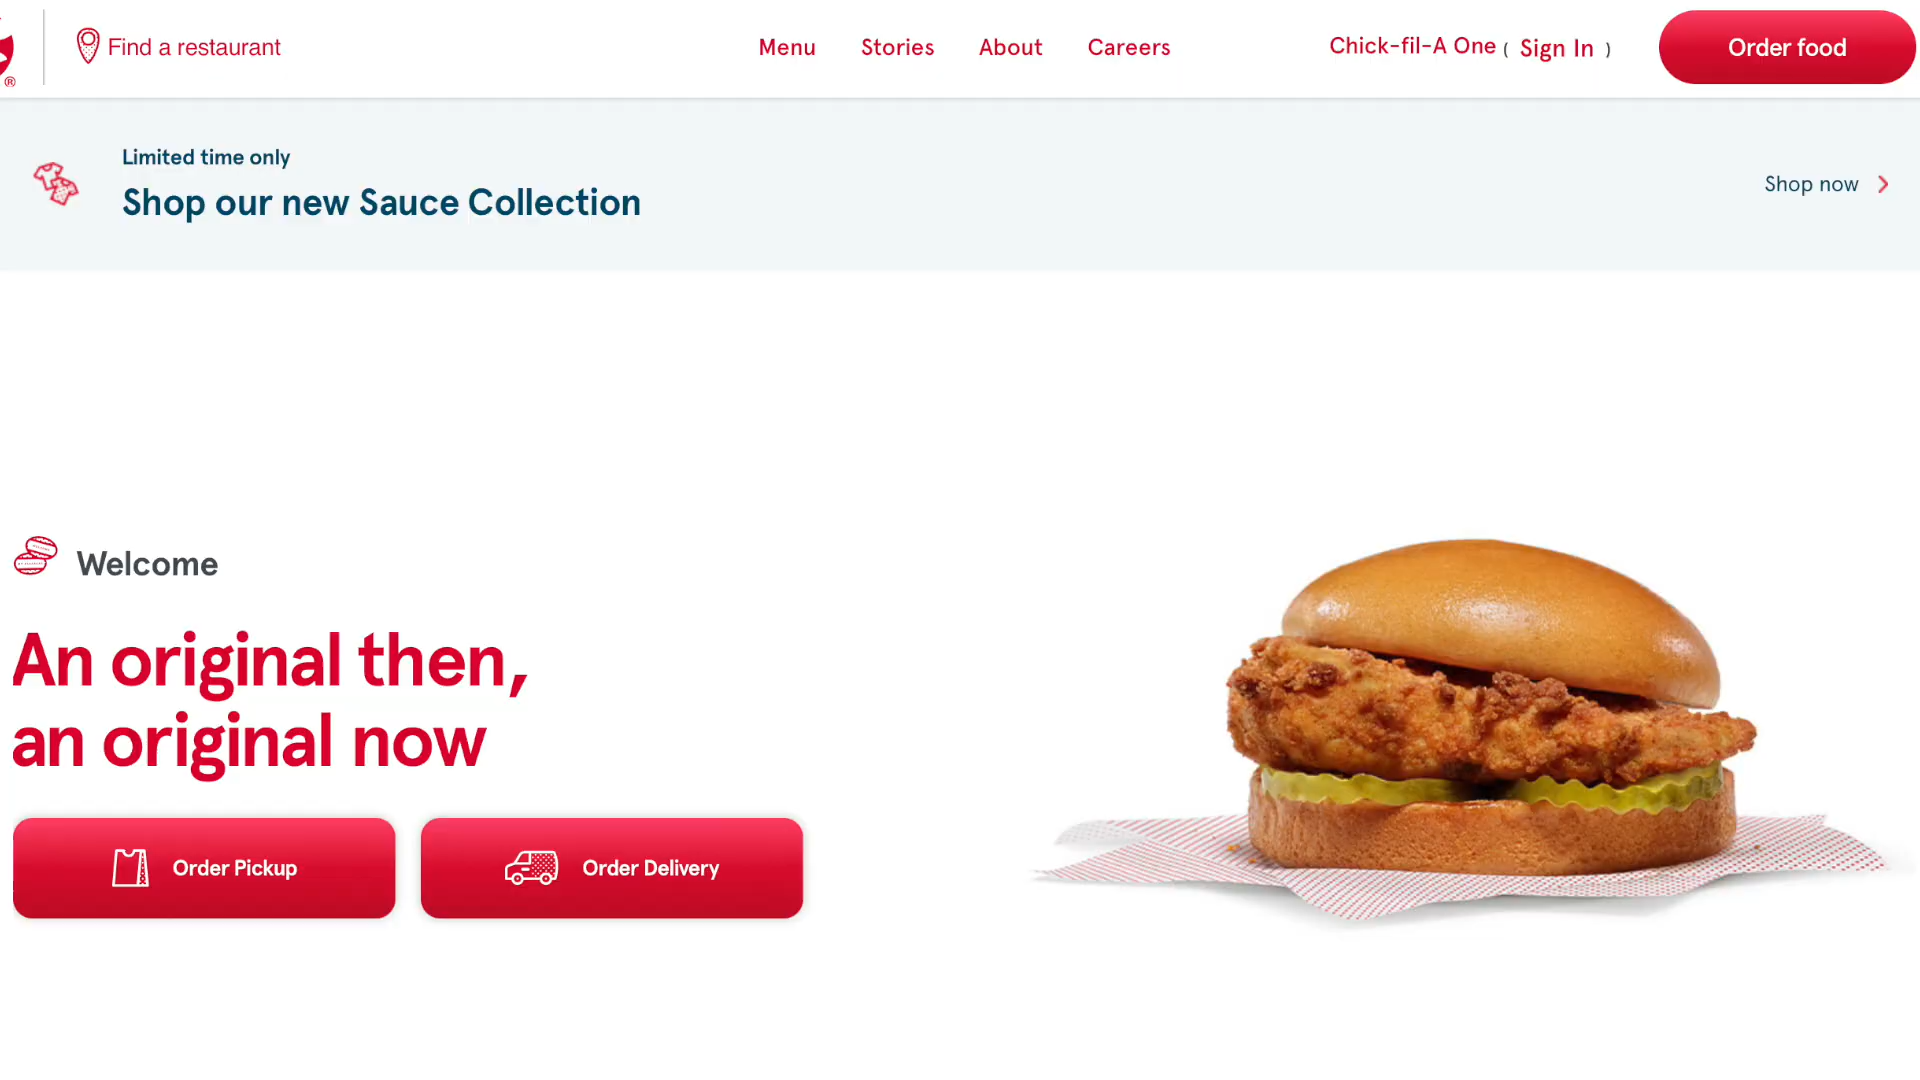 ®
Find a restaurant
Menu
Stories
About
Careers
Chick-fil-A One ( Sign In )
Order food
Limited time only
Shop our new Sauce Collection
Shop now
Welcome
An original then,
an original now
Order Pickup
Order Delivery